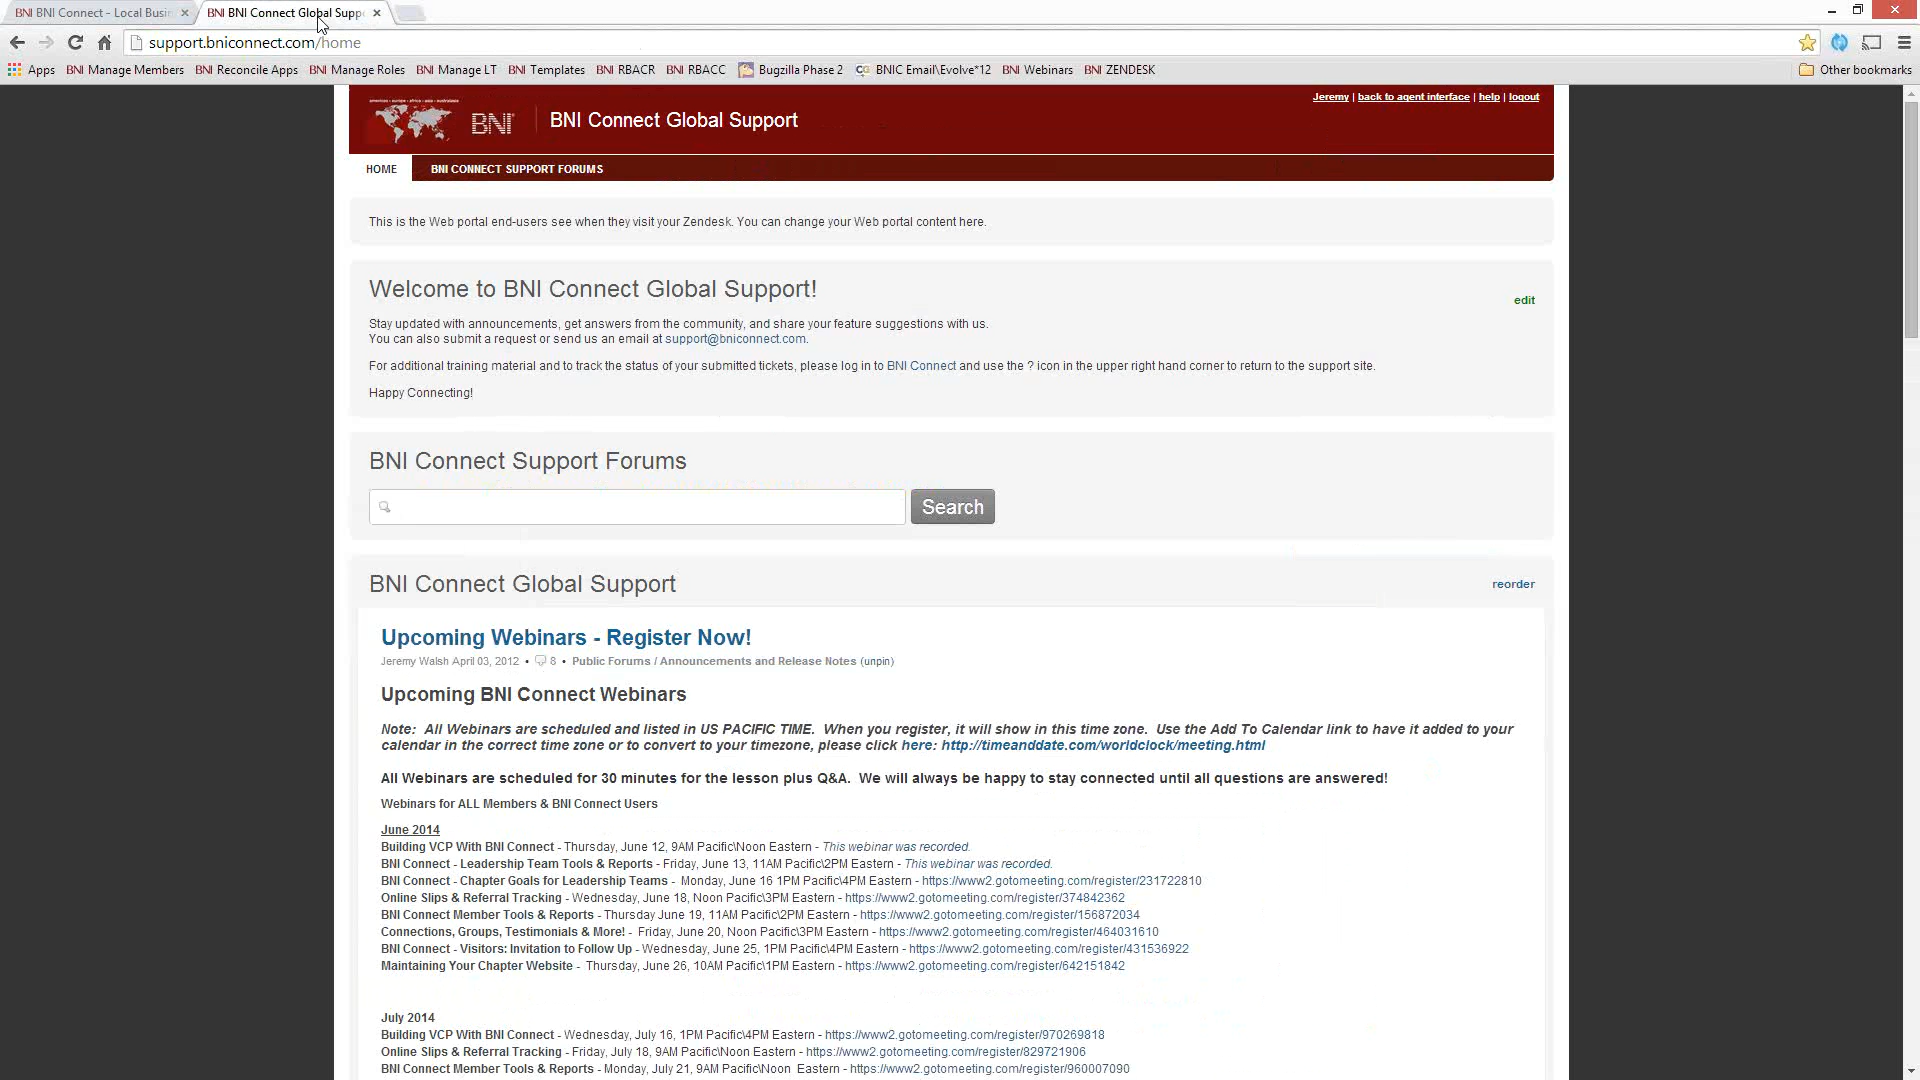 BNI BNI Connect - Local Busin
BNI BNI Connect Global Supp
support.bniconnect.com/home
Apps BNI Manage Members BNI Reconcile Apps BNI Manage Roles BNI Manage LT BNI Templates BNI RBACR BNI RBACC Bugzilla Phase 2 BNIC Email\Evolve*12 BNI Webinars BNI ZENDESK Other bookmarks
Jeremy | back to agent interface | help | logout
BNI BNI Connect Global Support
HOME BNI CONNECT SUPPORT FORUMS
This is the Web portal end-users see when they visit your Zendesk. You can change your Web portal content here.
Welcome to BNI Connect Global Support!
edit
Stay updated with announcements, get answers from the community, and share your feature suggestions with us.
You can also submit a request or send us an email at support@bniconnect.com.
For additional training material and to track the status of your submitted tickets, please log in to BNI Connect and use the ? icon in the upper right hand corner to return to the support site.
Happy Connecting!
BNI Connect Support Forums
Search
BNI Connect Global Support
reorder
Upcoming Webinars - Register Now!
Jeremy Walsh April 03, 2012 • 8 • Public Forums / Announcements and Release Notes (unpin)
Upcoming BNI Connect Webinars
Note: All Webinars are scheduled and listed in US PACIFIC TIME. When you register, it will show in this time zone. Use the Add To Calendar link to have it added to your
calendar in the correct time zone or to convert to your timezone, please click here: http://timeanddate.com/worldclock/meeting.html
All Webinars are scheduled for 30 minutes for the lesson plus Q&A. We will always be happy to stay connected until all questions are answered!
Webinars for ALL Members & BNI Connect Users
June 2014
Building VCP With BNI Connect - Thursday, June 12, 9AM Pacific\Noon Eastern - This webinar was recorded.
BNI Connect - Leadership Team Tools & Reports - Friday, June 13, 11AM Pacific\2PM Eastern - This webinar was recorded.
BNI Connect - Chapter Goals for Leadership Teams - Monday, June 16 1PM Pacific\4PM Eastern - https://www2.gotomeeting.com/register/231722810
Online Slips & Referral Tracking - Wednesday, June 18, Noon Pacific\3PM Eastern - https://www2.gotomeeting.com/register/374842362
BNI Connect Member Tools & Reports - Thursday June 19, 11AM Pacific\2PM Eastern - https://www2.gotomeeting.com/register/156872034
Connections, Groups, Testimonials & More! - Friday, June 20, Noon Pacific\3PM Eastern - https://www2.gotomeeting.com/register/464031610
BNI Connect - Visitors: Invitation to Follow Up - Wednesday, June 25, 1PM Pacific\4PM Eastern - https://www2.gotomeeting.com/register/431536922
Maintaining Your Chapter Website - Thursday, June 26, 10AM Pacific\1PM Eastern - https://www2.gotomeeting.com/register/642151842
July 2014
Building VCP With BNI Connect - Wednesday, July 16, 1PM Pacific\4PM Eastern - https://www2.gotomeeting.com/register/970269818
Online Slips & Referral Tracking - Friday, July 18, 9AM Pacific\Noon Eastern - https://www2.gotomeeting.com/register/829721906
BNI Connect Member Tools & Reports - Monday, July 21, 9AM Pacific\Noon Eastern - https://www2.gotomeeting.com/register/960007090